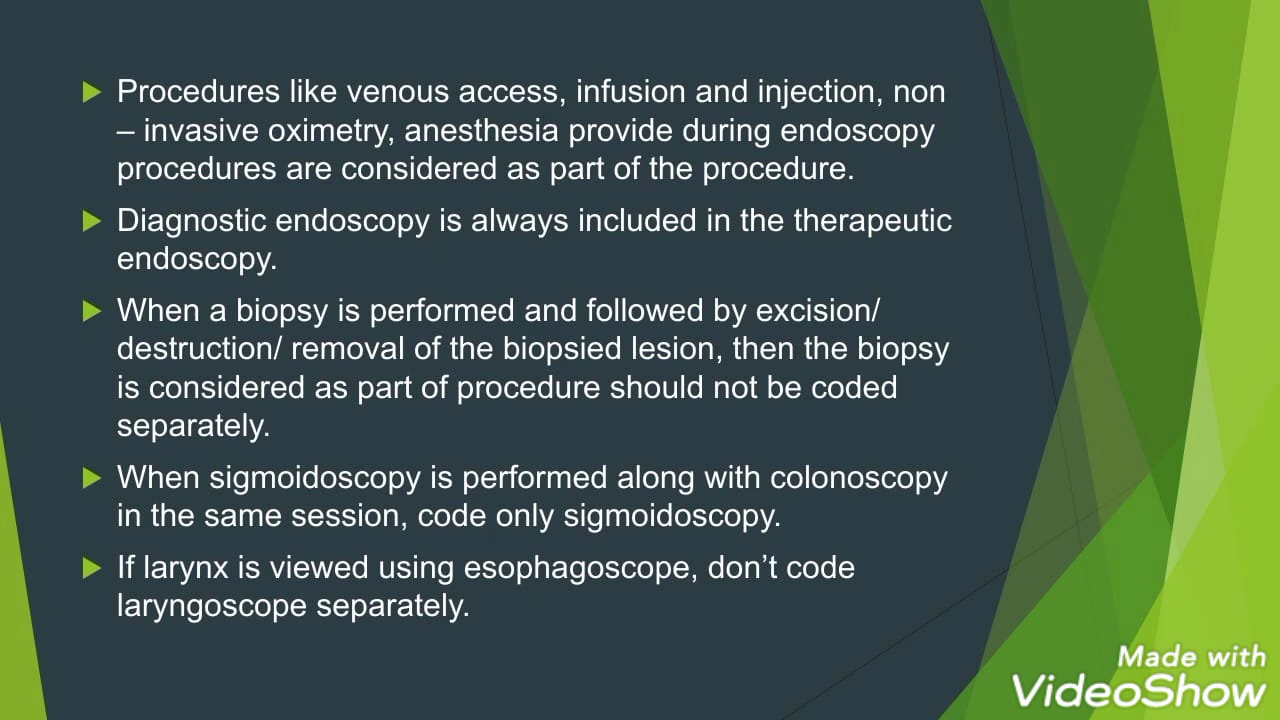 Procedures like venous access, infusion and injection, non
– invasive oximetry, anesthesia provide during endoscopy
procedures are considered as part of the procedure.
Diagnostic endoscopy is always included in the therapeutic
endoscopy.
When a biopsy is performed and followed by excision/
destruction/ removal of the biopsied lesion, then the biopsy
is considered as part of procedure should not be coded
separately.
When sigmoidoscopy is performed along with colonoscopy
in the same session, code only sigmoidoscopy.
If larynx is viewed using esophagoscope, don’t code
laryngoscope separately.
Made with
VideoShow